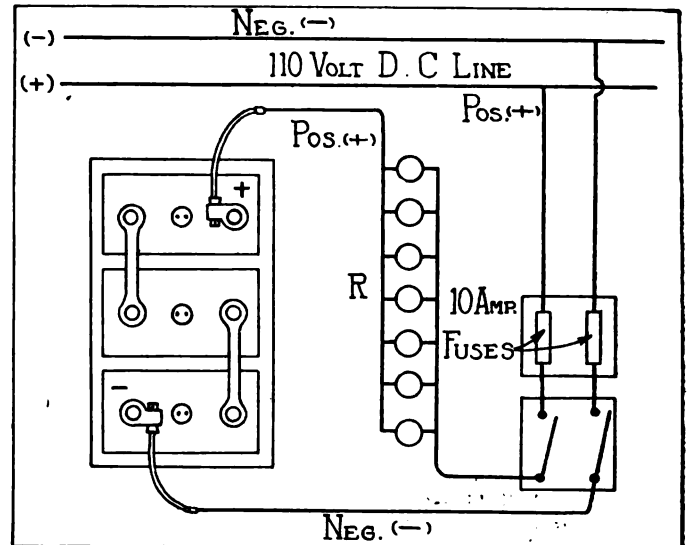 NEG. (-)
(-)
110 VOLT D.C LINE
(+)
POS.(+)
POS.(+)
+
R
10 AMP.
FUSES
-
NEG. (-)